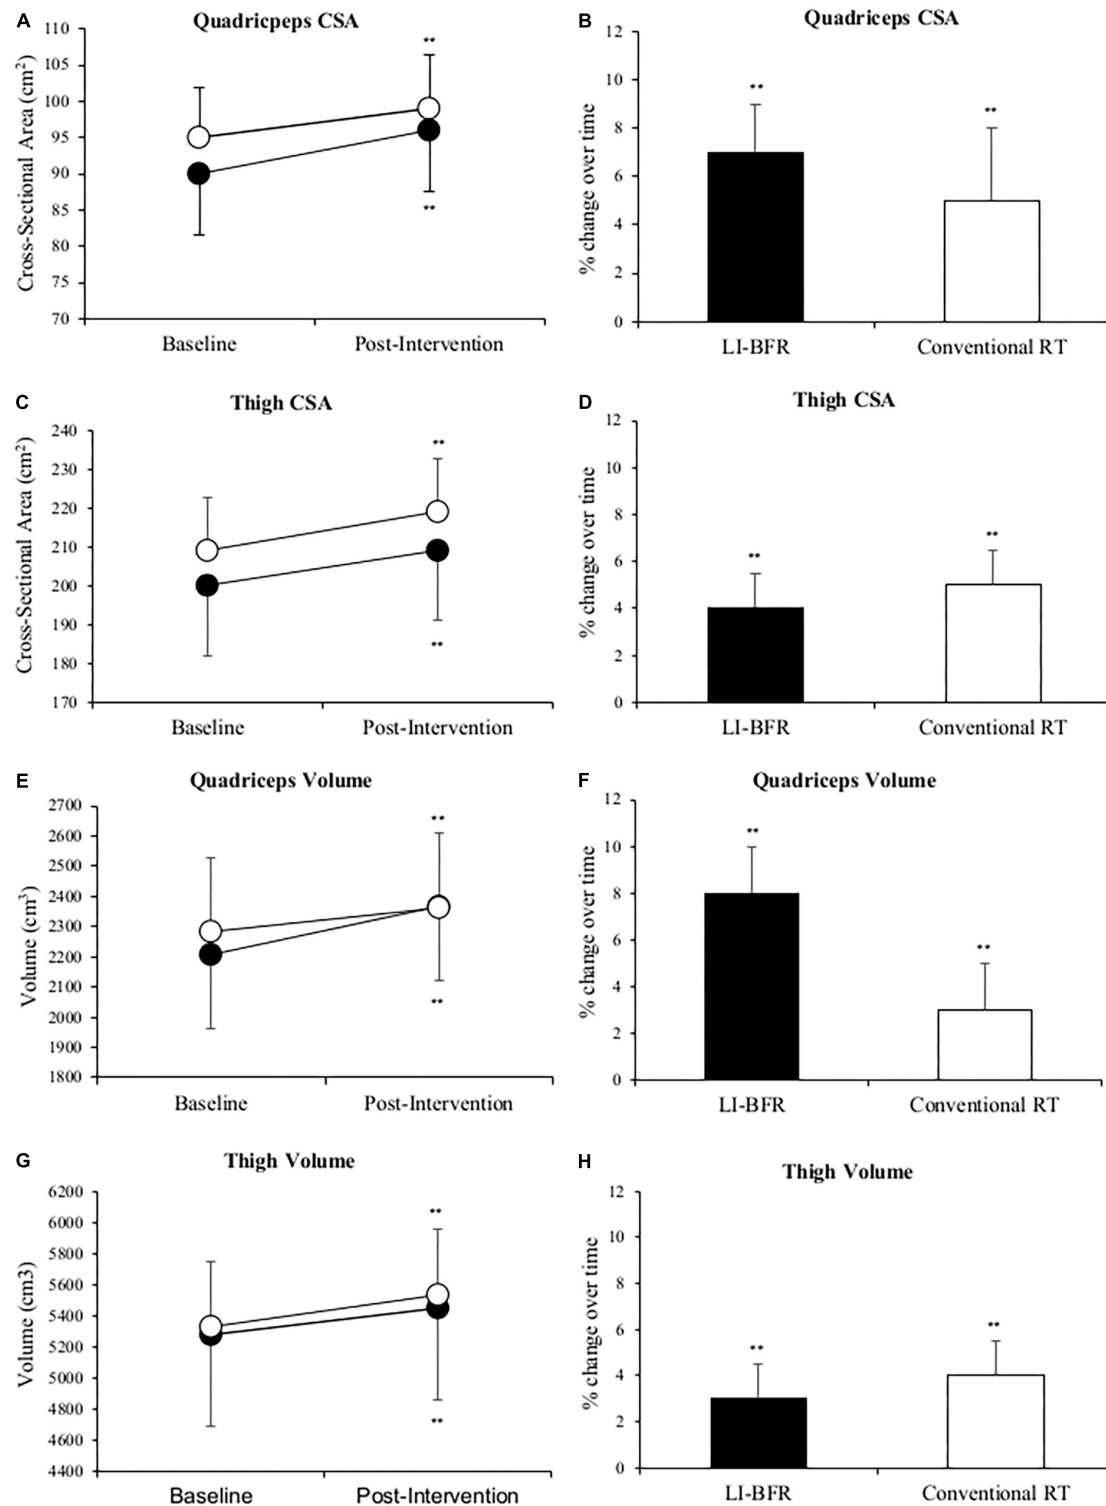 A
Quadricpeps CSA
Cross-Sectional Area (cm²)
110
105
100
95
90
85
80
75
70
**
**
Baseline
Post-Intervention
B
Quadriceps CSA
% change over time
12
10
8
6
4
2
0
**
**
LI-BFR
Conventional RT
C
Thigh CSA
Cross-Sectional Area (cm²)
240
230
220
210
200
190
180
170
**
**
Baseline
Post-Intervention
D
Thigh CSA
% change over time
12
10
8
6
4
2
0
**
**
LI-BFR
Conventional RT
E
Quadriceps Volume
Volume (cm³)
2700
2600
2500
2400
2300
2200
2100
2000
1900
1800
**
**
Baseline
Post-Intervention
F
Quadriceps Volume
% change over time
12
10
8
6
4
2
0
**
**
LI-BFR
Conventional RT
G
Thigh Volume
Volume (cm3)
6200
6000
5800
5600
5400
5200
5000
4800
4600
4400
**
**
Baseline
Post-Intervention
H
Thigh Volume
% change over time
12
10
8
6
4
2
0
**
**
LI-BFR
Conventional RT